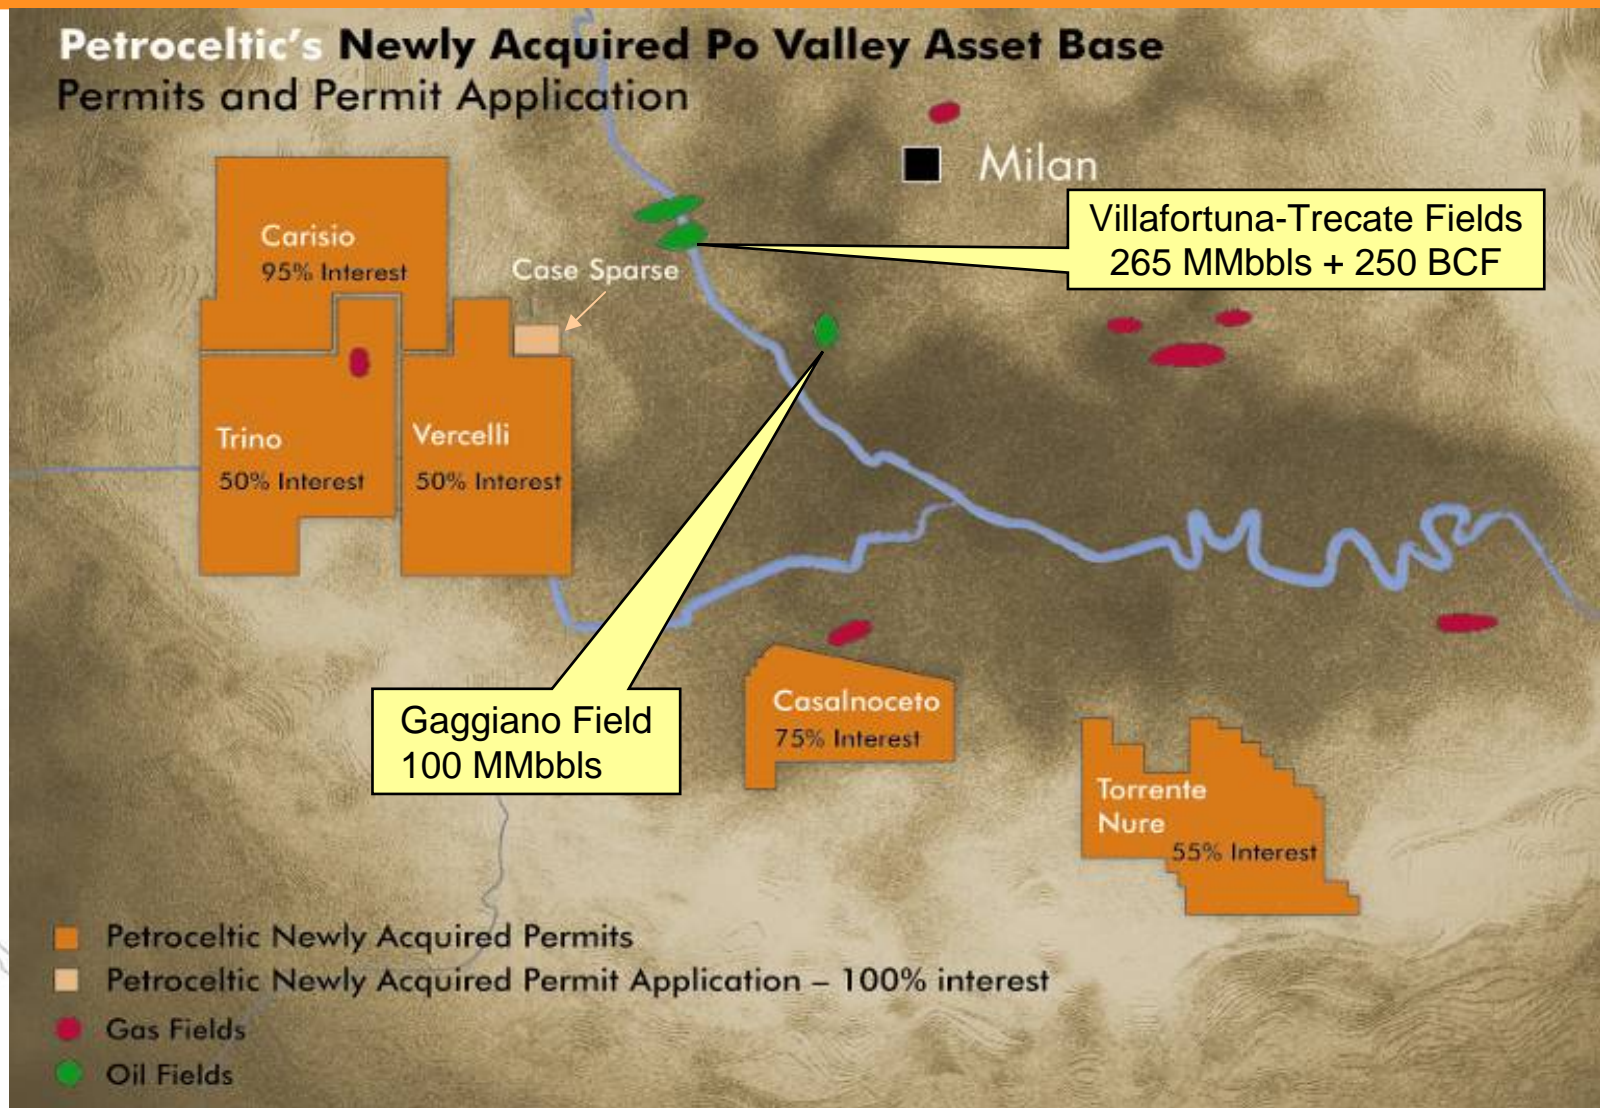 Petroceltic's Newly Acquired Po Valley Asset Base
Permits and Permit Application
Milan
Villafortuna-Trecate Fields
265 MMbbls + 250 BCF
Carisio
95% Interest
Case Sparse
Trino
50% Interest
Vercelli
50% Interest
Gaggiano Field
100 MMbbls
Casalnoceto
75% Interest
Torrente
Nure
55% Interest
Petroceltic Newly Acquired Permits
Petroceltic Newly Acquired Permit Application – 100% interest
Gas Fields
Oil Fields